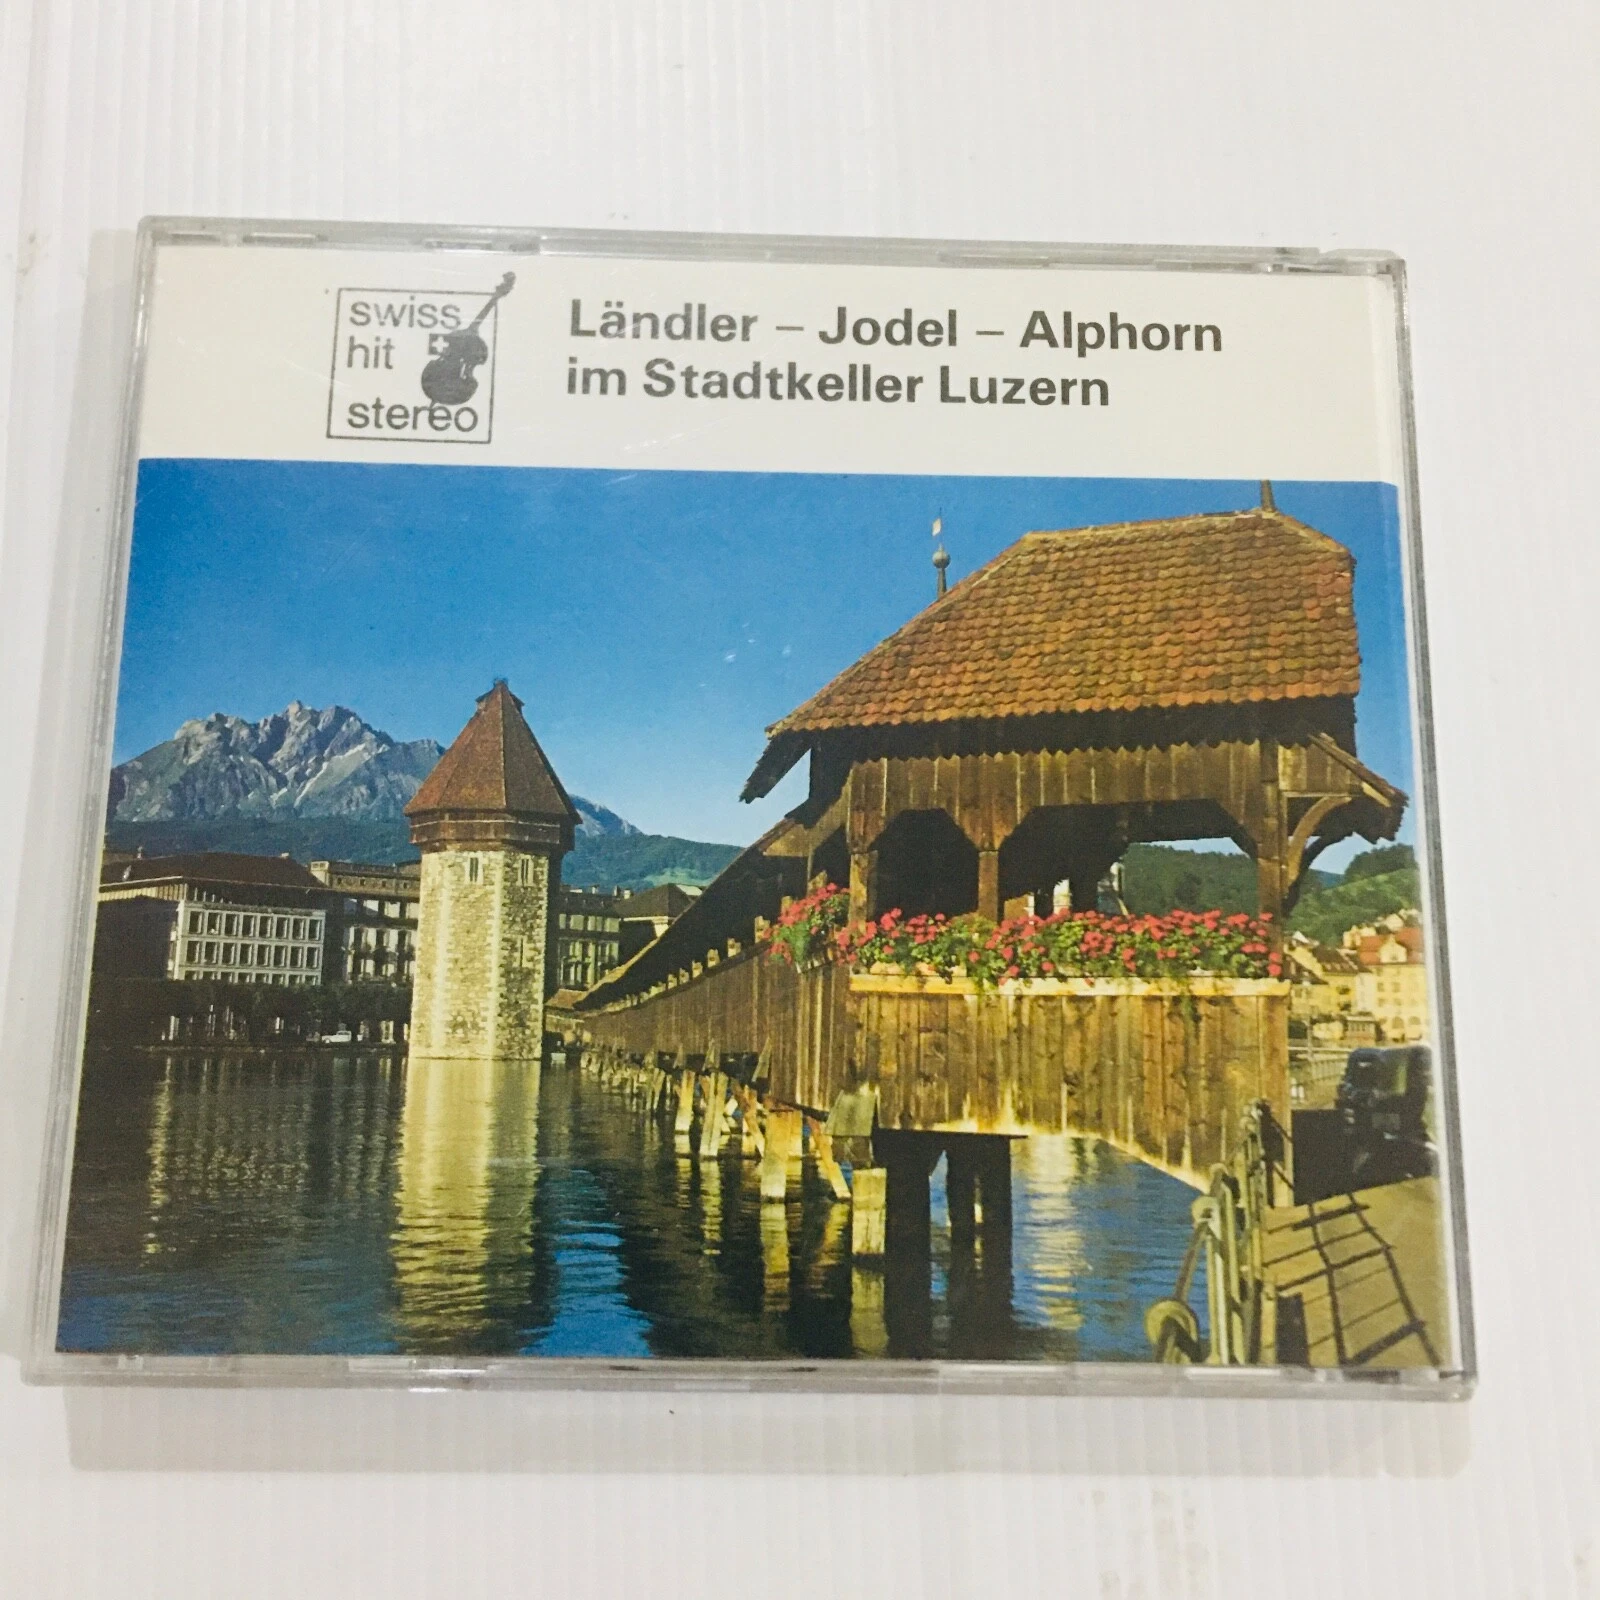 swiss
hit
stereo
Ländler – Jodel – Alphorn
im Stadtkeller Luzern